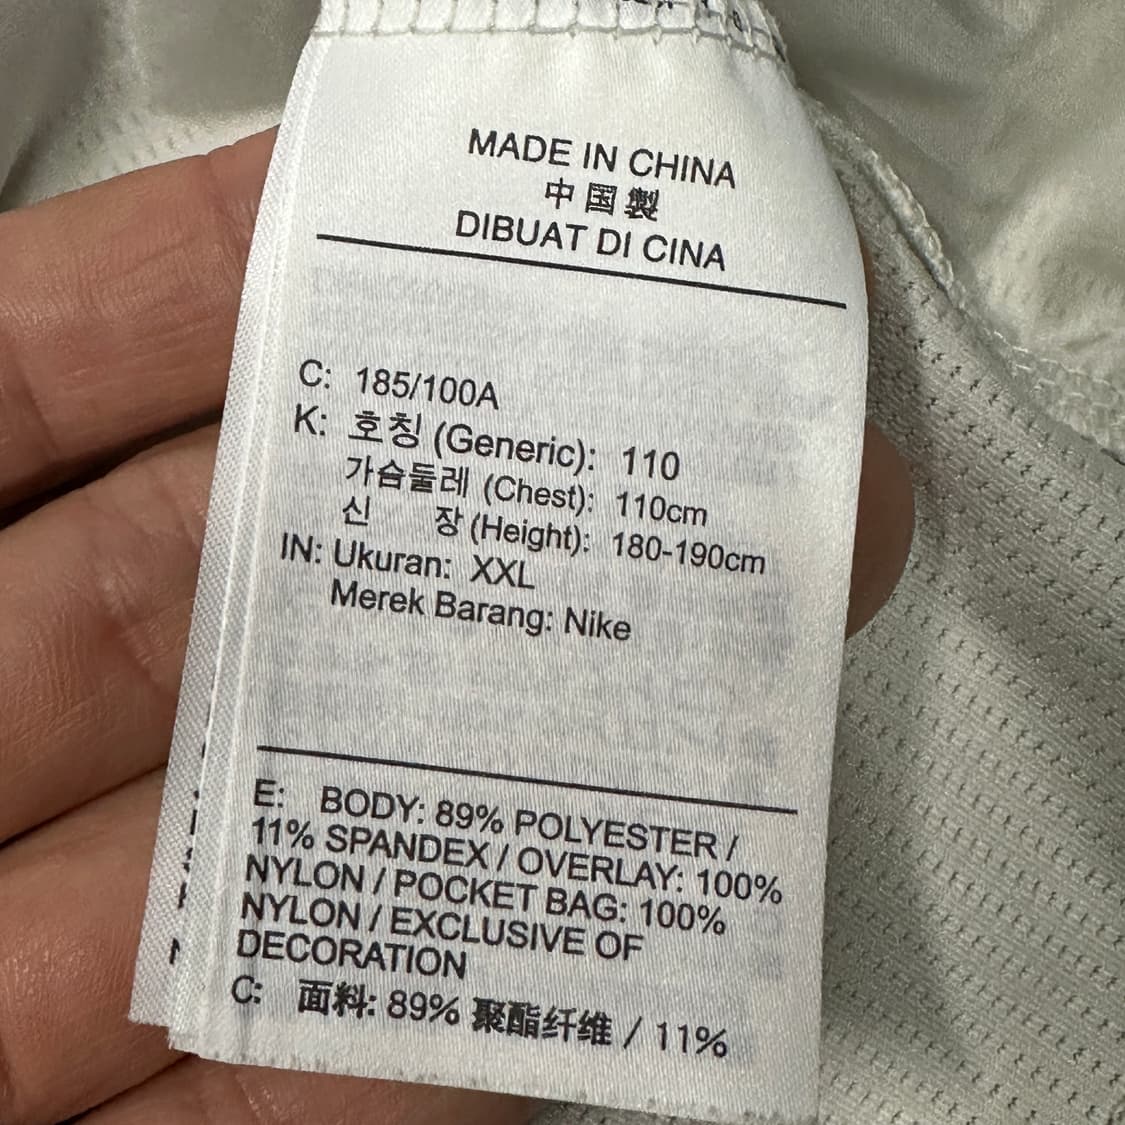 MADE IN CHINA
中国製
DIBUAT DI CINA
C: 185/100A
K: 호칭 (Generic): 110
가슴둘레 (Chest): 110cm
신 장 (Height): 180-190cm
IN: Ukuran: XXL
Merek Barang: Nike
E: BODY: 89% POLYESTER /
11% SPANDEX / OVERLAY: 100%
NYLON / POCKET BAG: 100%
NYLON / EXCLUSIVE OF
DECORATION
C: 面料: 89% 聚酯纤维 / 11%